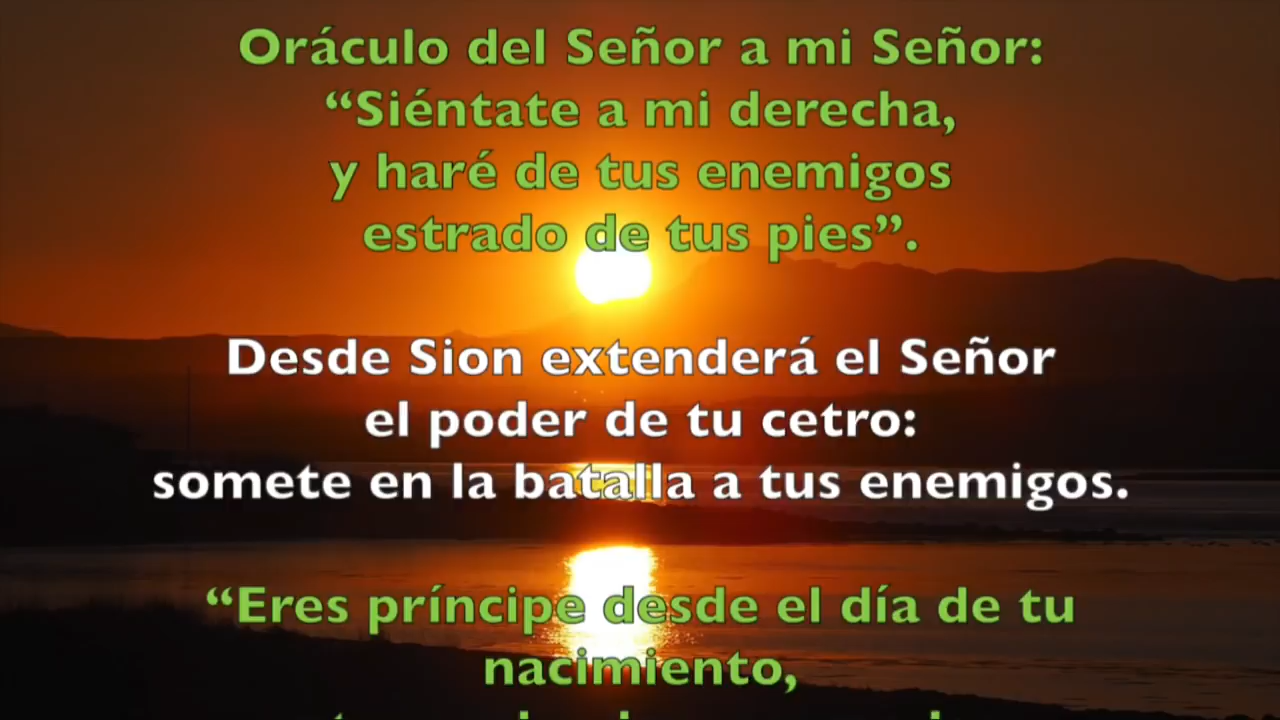 Oráculo del Señor a mi Señor:
“Siéntate a mi derecha,
y haré de tus enemigos
estrado de tus pies”.
Desde Sion extenderá el Señor
el poder de tu cetro:
somete en la batalla a tus enemigos.
“Eres príncipe desde el día de tu
nacimiento,